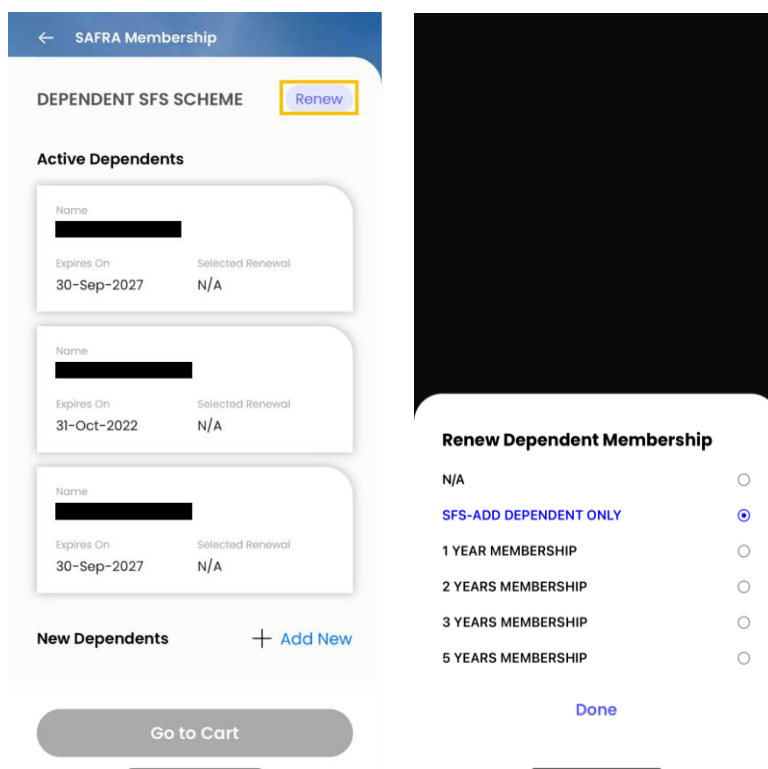 ← SAFRA Membership
DEPENDENT SFS SCHEME Renew
Active Dependents
Name
Expires On Selected Renewal
30-Sep-2027 N/A
Name
Expires On Selected Renewal
31-Oct-2022 N/A
Name
Expires On Selected Renewal
30-Sep-2027 N/A
New Dependents + Add New
Go to Cart
Renew Dependent Membership
N/A
SFS-ADD DEPENDENT ONLY
1 YEAR MEMBERSHIP
2 YEARS MEMBERSHIP
3 YEARS MEMBERSHIP
5 YEARS MEMBERSHIP
Done